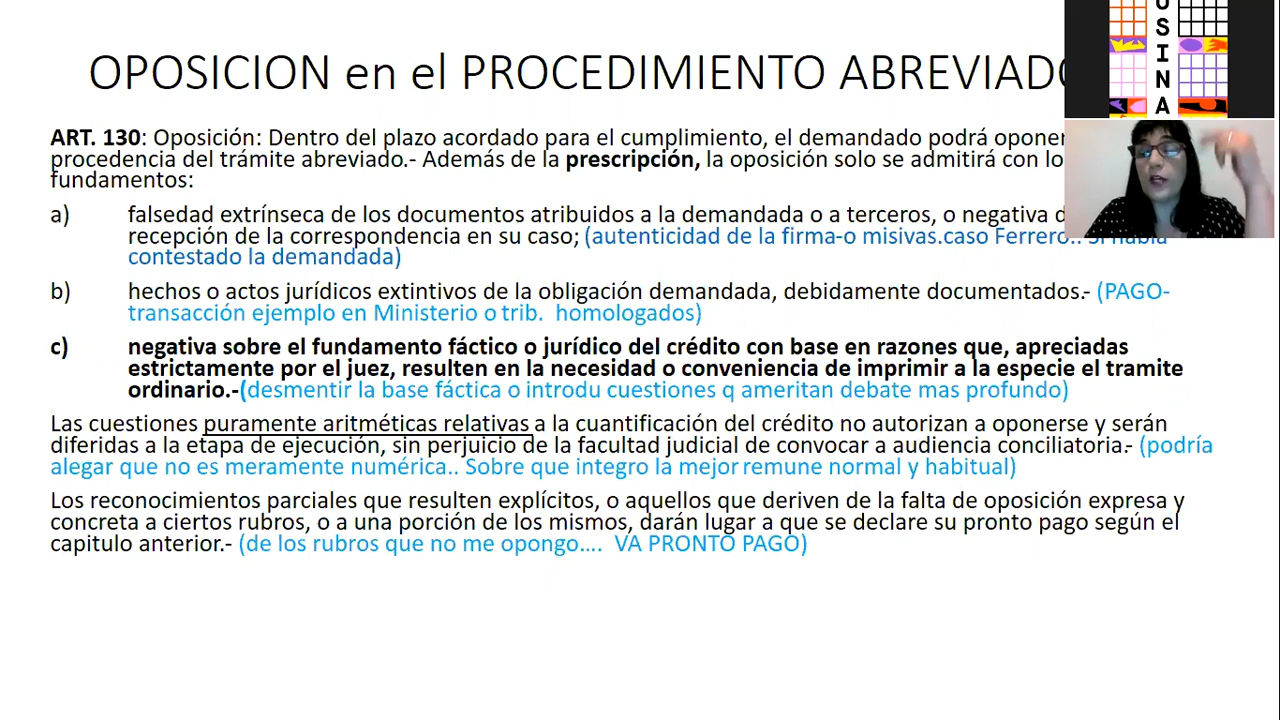 OPOSICION en el PROCEDIMIENTO ABREVIADO
USINA
ART. 130: Oposición: Dentro del plazo acordado para el cumplimiento, el demandado podrá oponer
procedencia del trámite abreviado.- Además de la prescripción, la oposición solo se admitirá con lo
fundamentos:
a) falsedad extrínseca de los documentos atribuidos a la demandada o a terceros, o negativa d
recepción de la correspondencia en su caso; (autenticidad de la firma-o misivas.caso Ferrero.. si había
contestado la demandada)
b) hechos o actos jurídicos extintivos de la obligación demandada, debidamente documentados.- (PAGO-
transacción ejemplo en Ministerio o trib. homologados)
c) negativa sobre el fundamento fáctico o jurídico del crédito con base en razones que, apreciadas
estrictamente por el juez, resulten en la necesidad o conveniencia de imprimir a la especie el tramite
ordinario.-(desmentir la base fáctica o introdu cuestiones q ameritan debate mas profundo)
Las cuestiones puramente aritméticas relativas a la cuantificación del crédito no autorizan a oponerse y serán
diferidas a la etapa de ejecución, sin perjuicio de la facultad judicial de convocar a audiencia conciliatoria.- (podría
alegar que no es meramente numérica.. Sobre que integro la mejor remune normal y habitual)
Los reconocimientos parciales que resulten explícitos, o aquellos que deriven de la falta de oposición expresa y
concreta a ciertos rubros, o a una porción de los mismos, darán lugar a que se declare su pronto pago según el
capitulo anterior.- (de los rubros que no me opongo.... VA PRONTO PAGO)